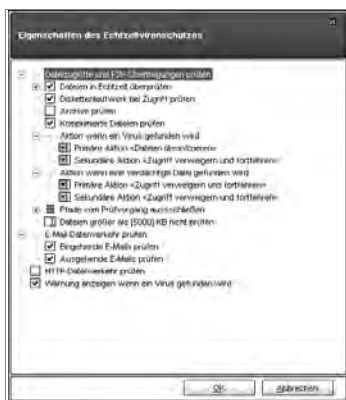 Eigenschaften des Echtzeitvirenschutzes
Dateizugriffe und P2P-Übertragungen prüfen
Dateien in Echtzeit überprüfen
Diskettenlaufwerk bei Zugriff prüfen
Archive prüfen
Komprimierte Dateien prüfen
Aktion wenn ein Virus gefunden wird
Primäre Aktion <Dateien desinfizieren>
Sekundäre Aktion <Zugriff verweigern und fortfahren>
Aktion wenn eine verdächtige Datei gefunden wird
Primäre Aktion <Zugriff verweigern und fortfahren>
Sekundäre Aktion <Zugriff verweigern und fortfahren>
Pfade vom Prüfvorgang ausschließen
Dateien größer als [5000] KB nicht prüfen
E-Mail-Datenverkehr prüfen
Eingehende E-Mails prüfen
Ausgehende E-Mails prüfen
HTTP-Datenverkehr prüfen
Warnung anzeigen wenn ein Virus gefunden wird
OK
Abbrechen